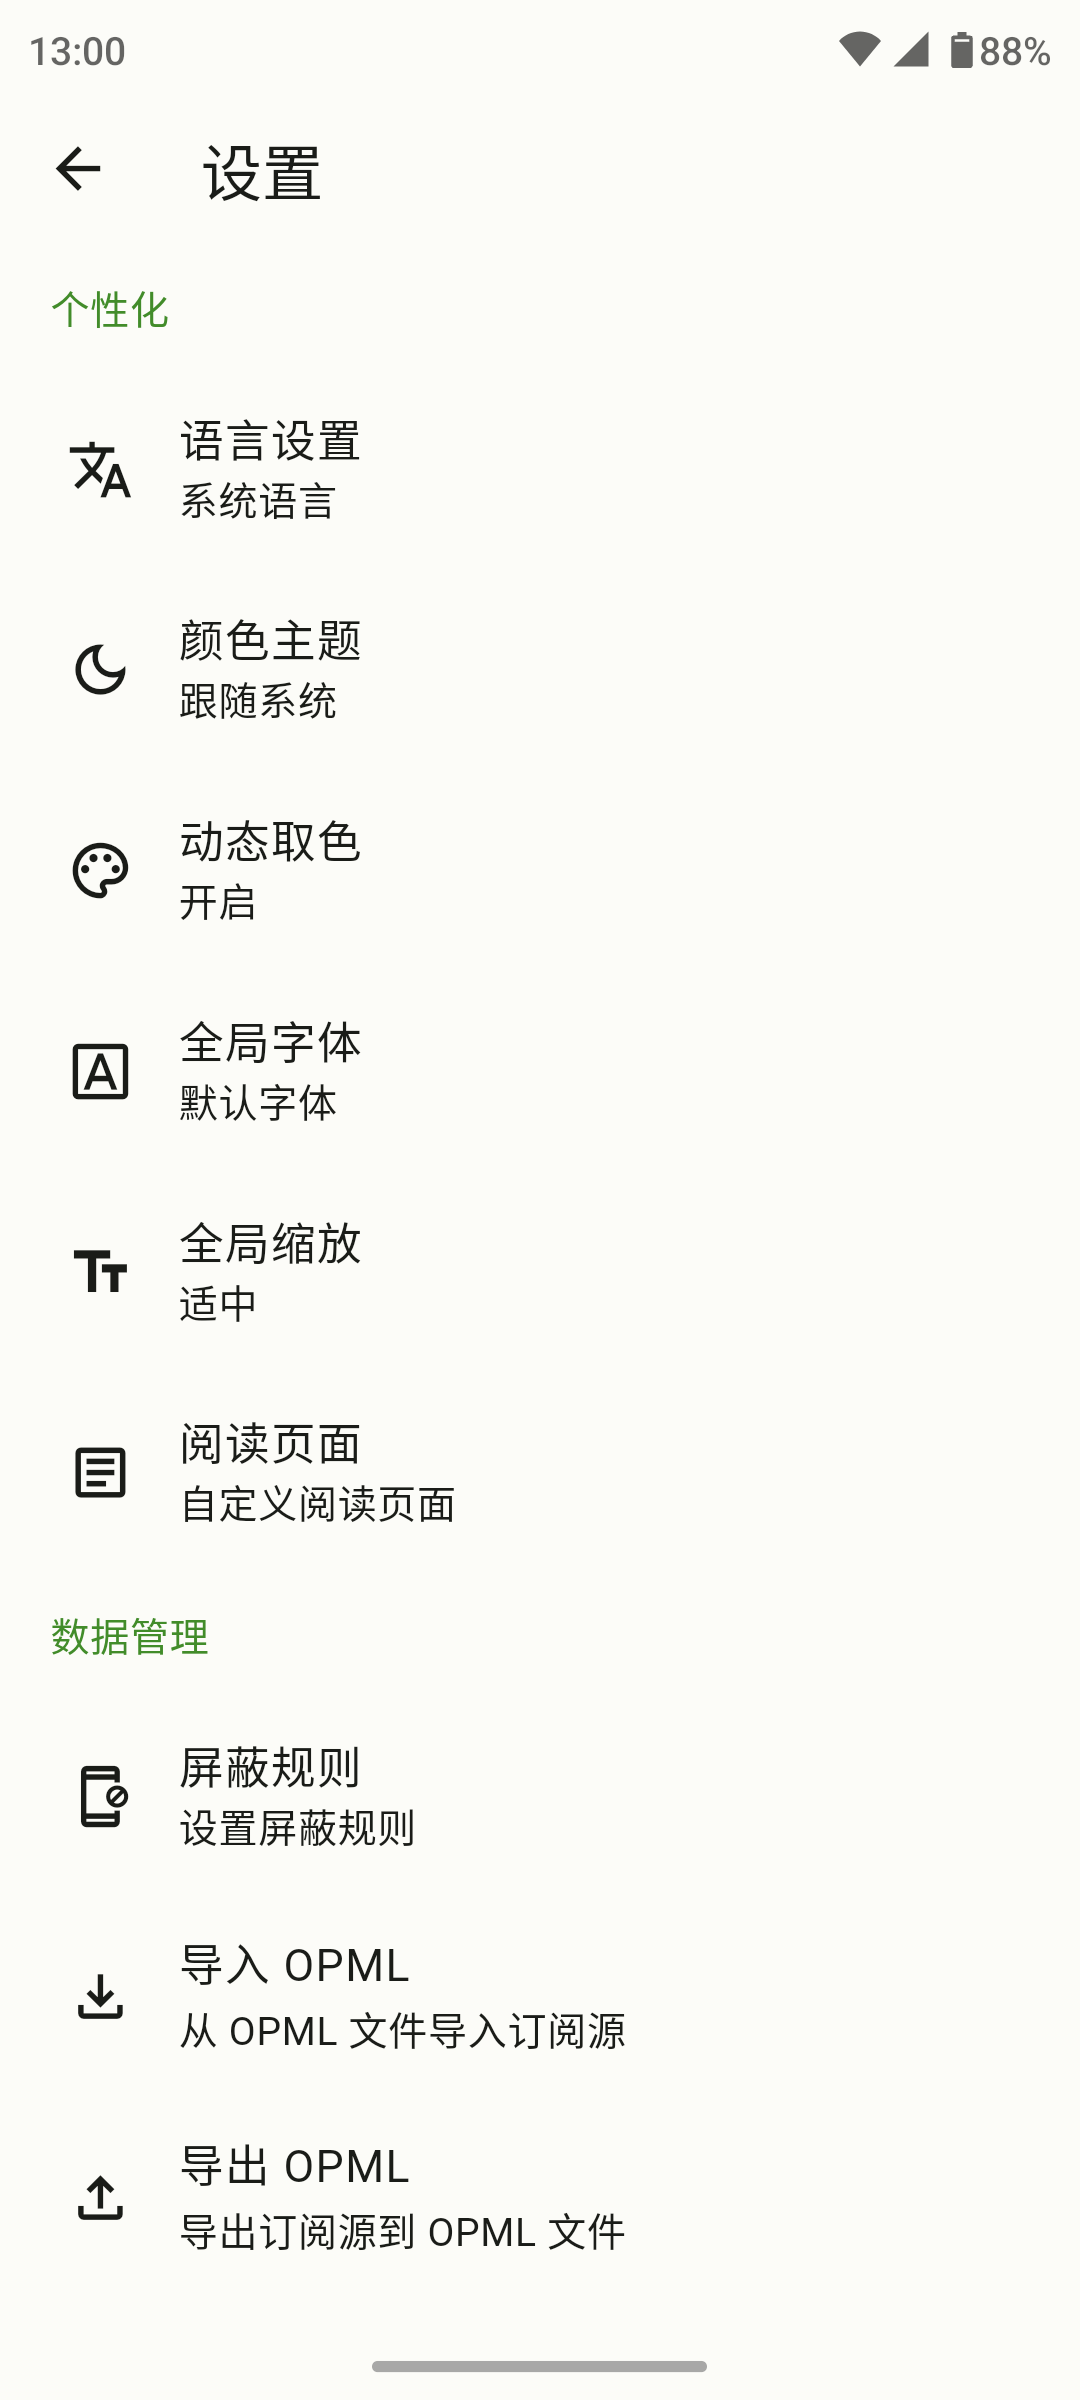 13:00 88%
设置
个性化
语言设置
系统语言
颜色主题
跟随系统
动态取色
开启
全局字体
默认字体
全局缩放
适中
阅读页面
自定义阅读页面
数据管理
屏蔽规则
设置屏蔽规则
导入 OPML
从 OPML 文件导入订阅源
导出 OPML
导出订阅源到 OPML 文件